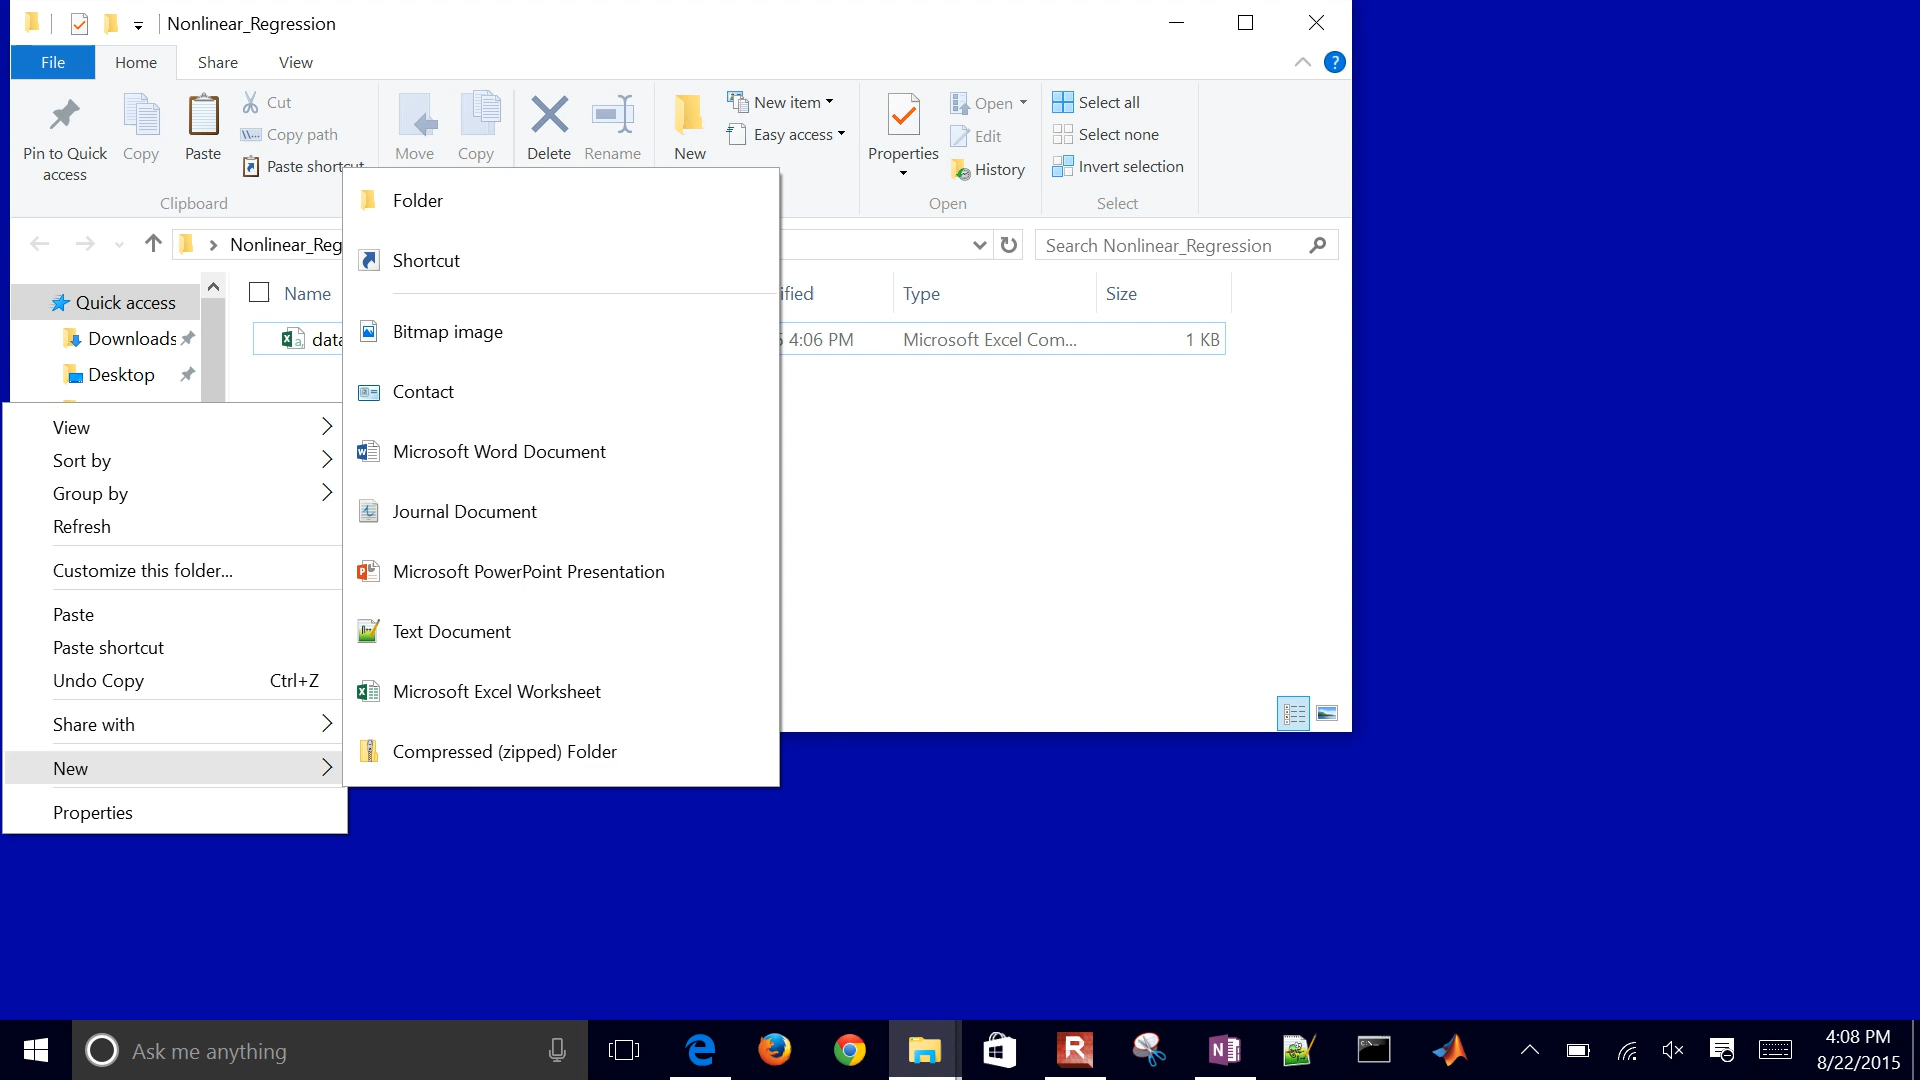 Nonlinear_Regression
File
Home
Share
View
?
Pin to Quick access
Copy
Paste
Cut
Copy path
Paste shortcut
Clipboard
Move
Copy
Delete
Rename
New
New item
Easy access
Properties
Open
Edit
History
Open
Select all
Select none
Invert selection
Select
Nonlinear_Reg
Search Nonlinear_Regression
Quick access
Downloads
Desktop
Name
ified
Type
Size
data
4:06 PM
Microsoft Excel Com...
1 KB
View
Sort by
Group by
Refresh
Customize this folder...
Paste
Paste shortcut
Undo Copy Ctrl+Z
Share with
New
Properties
Folder
Shortcut
Bitmap image
Contact
Microsoft Word Document
Journal Document
Microsoft PowerPoint Presentation
Text Document
Microsoft Excel Worksheet
Compressed (zipped) Folder
Ask me anything
4:08 PM
8/22/2015